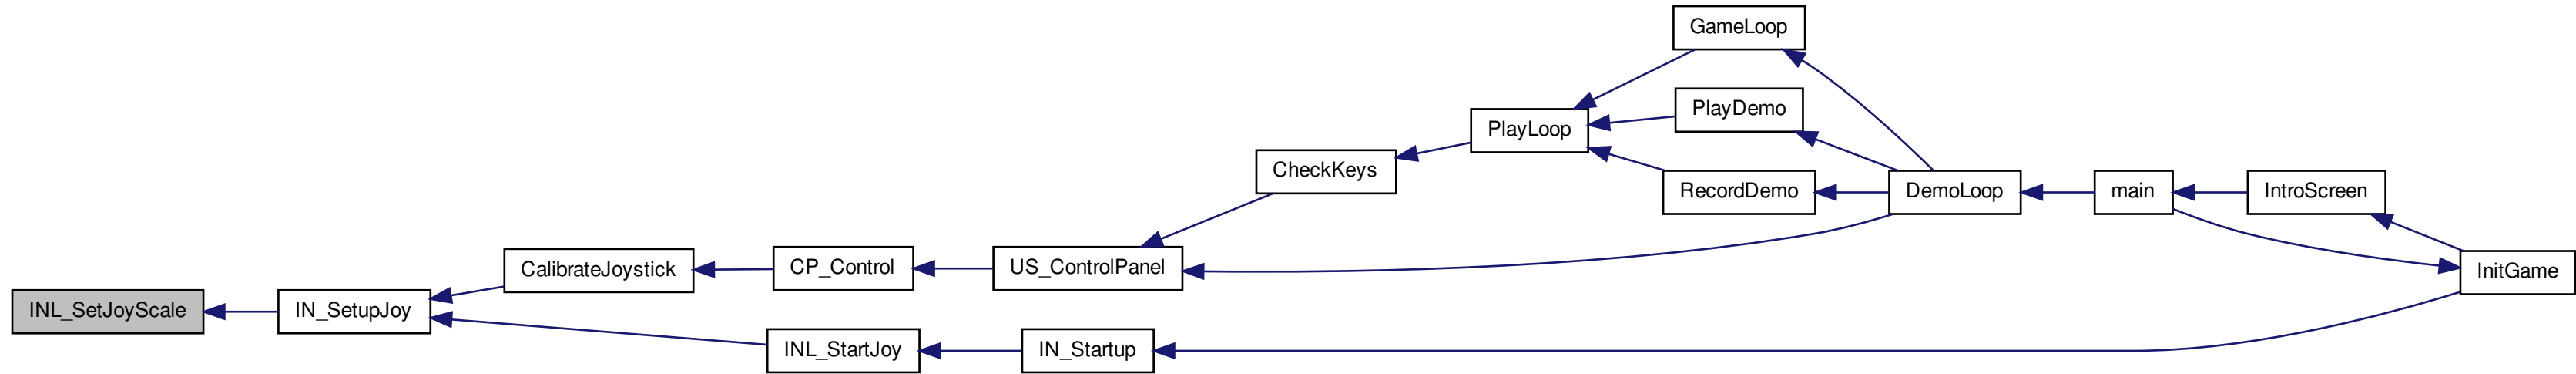 GameLoop
PlayDemo
PlayLoop
CheckKeys
RecordDemo
DemoLoop
main
IntroScreen
CalibrateJoystick
CP_Control
US_ControlPanel
InitGame
INL_SetJoyScale
IN_SetupJoy
INL_StartJoy
IN_Startup